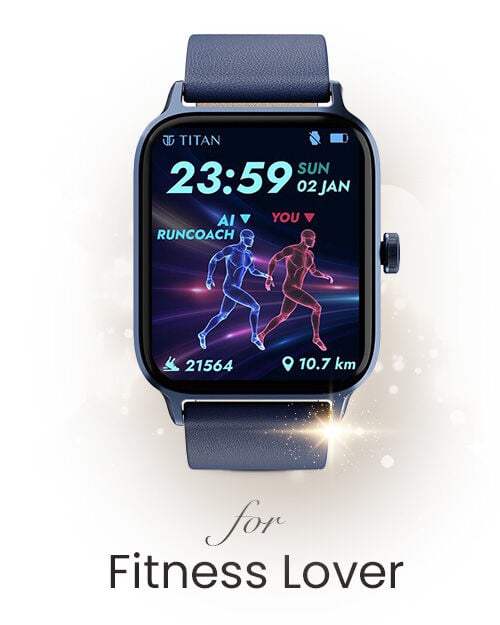 TITAN
23:59 SUN
02 JAN
AI YOU
RUNCOACH
21564 10.7 km
for
Fitness Lover